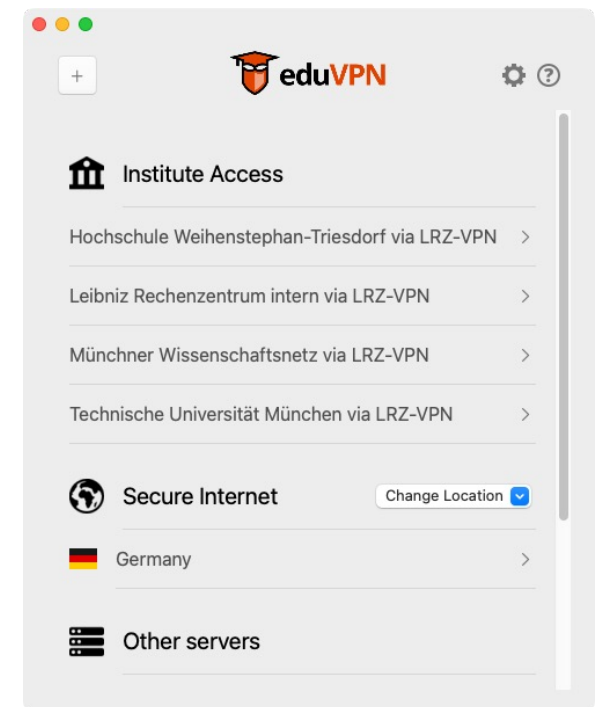 +
eduVPN
?
Institute Access
Hochschule Weihenstephan-Triesdorf via LRZ-VPN
Leibniz Rechenzentrum intern via LRZ-VPN
Münchner Wissenschaftsnetz via LRZ-VPN
Technische Universität München via LRZ-VPN
Secure Internet
Change Location
Germany
Other servers